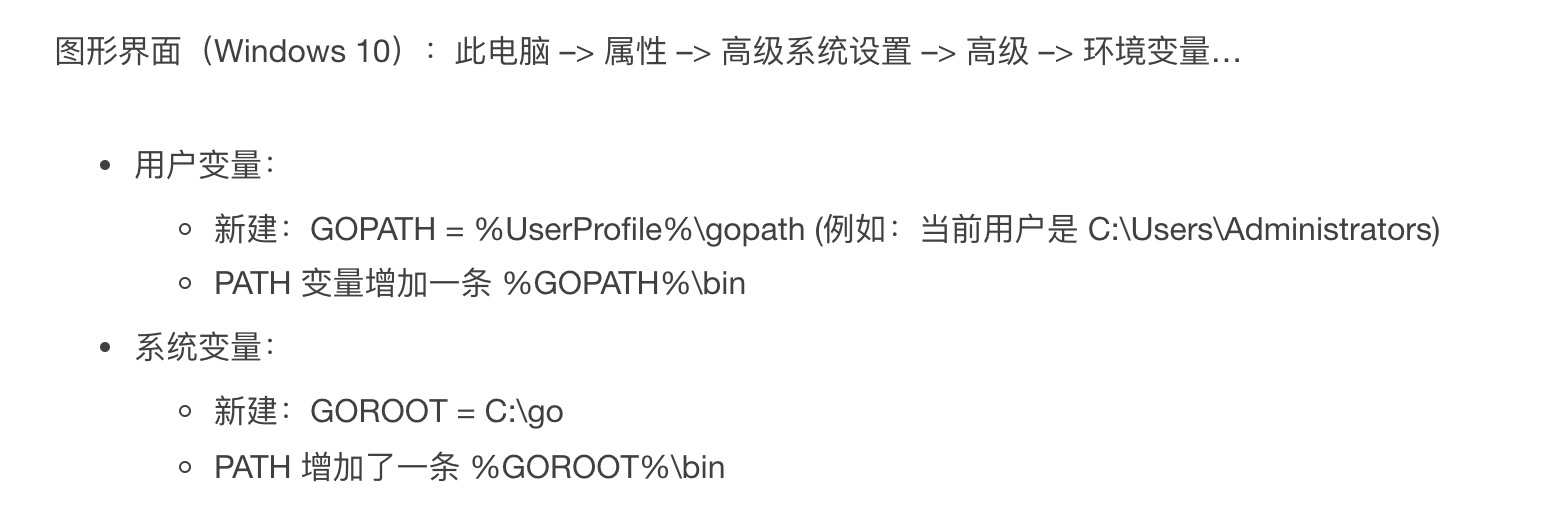 图形界面（Windows 10）：此电脑 –> 属性 –> 高级系统设置 –> 高级 –> 环境变量…
• 用户变量：
◦ 新建：GOPATH = %UserProfile%\gopath (例如：当前用户是 C:\Users\Administrators)
◦ PATH 变量增加一条 %GOPATH%\bin
• 系统变量：
◦ 新建：GOROOT = C:\go
◦ PATH 增加了一条 %GOROOT%\bin